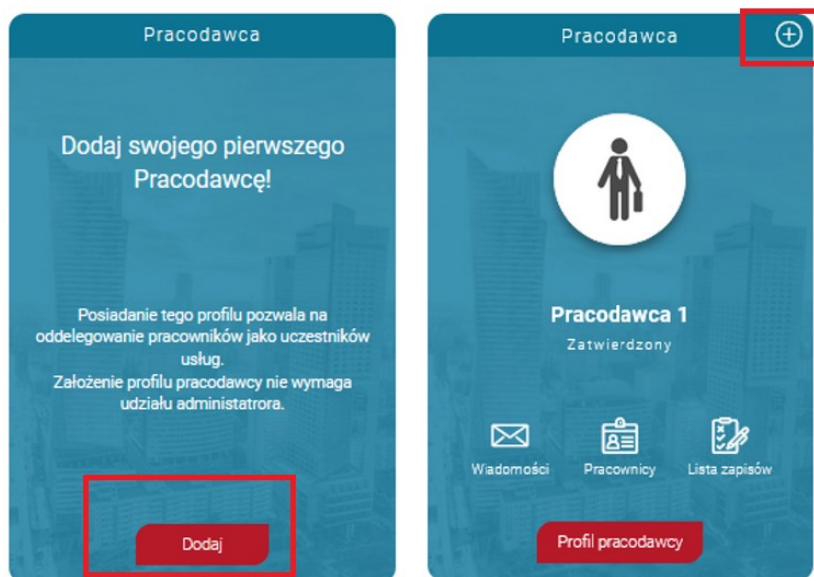 Pracodawca
Dodaj swojego pierwszego
Pracodawcę!
Posiadanie tego profilu pozwala na
oddelegowanie pracowników jako uczestników
usług.
Założenie profilu pracodawcy nie wymaga
udziału administatrora.
Dodaj
Pracodawca
Pracodawca 1
Zatwierdzony
Wiadomości Pracownicy Lista zapisów
Profil pracodawcy